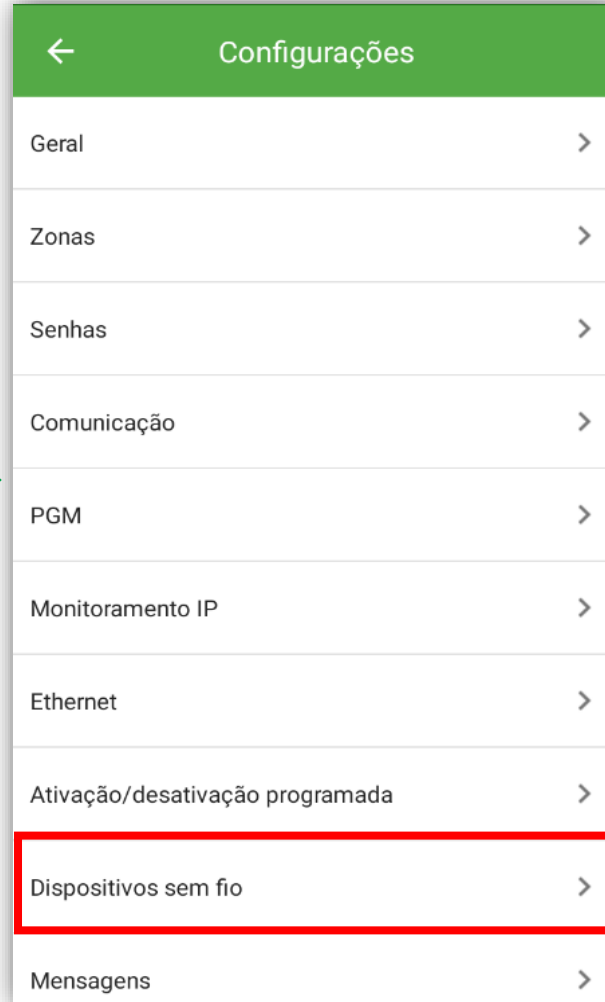 Configurações
Geral
Zonas
Senhas
Comunicação
PGM
Monitoramento IP
Ethernet
Ativação/desativação programada
Dispositivos sem fio
Mensagens